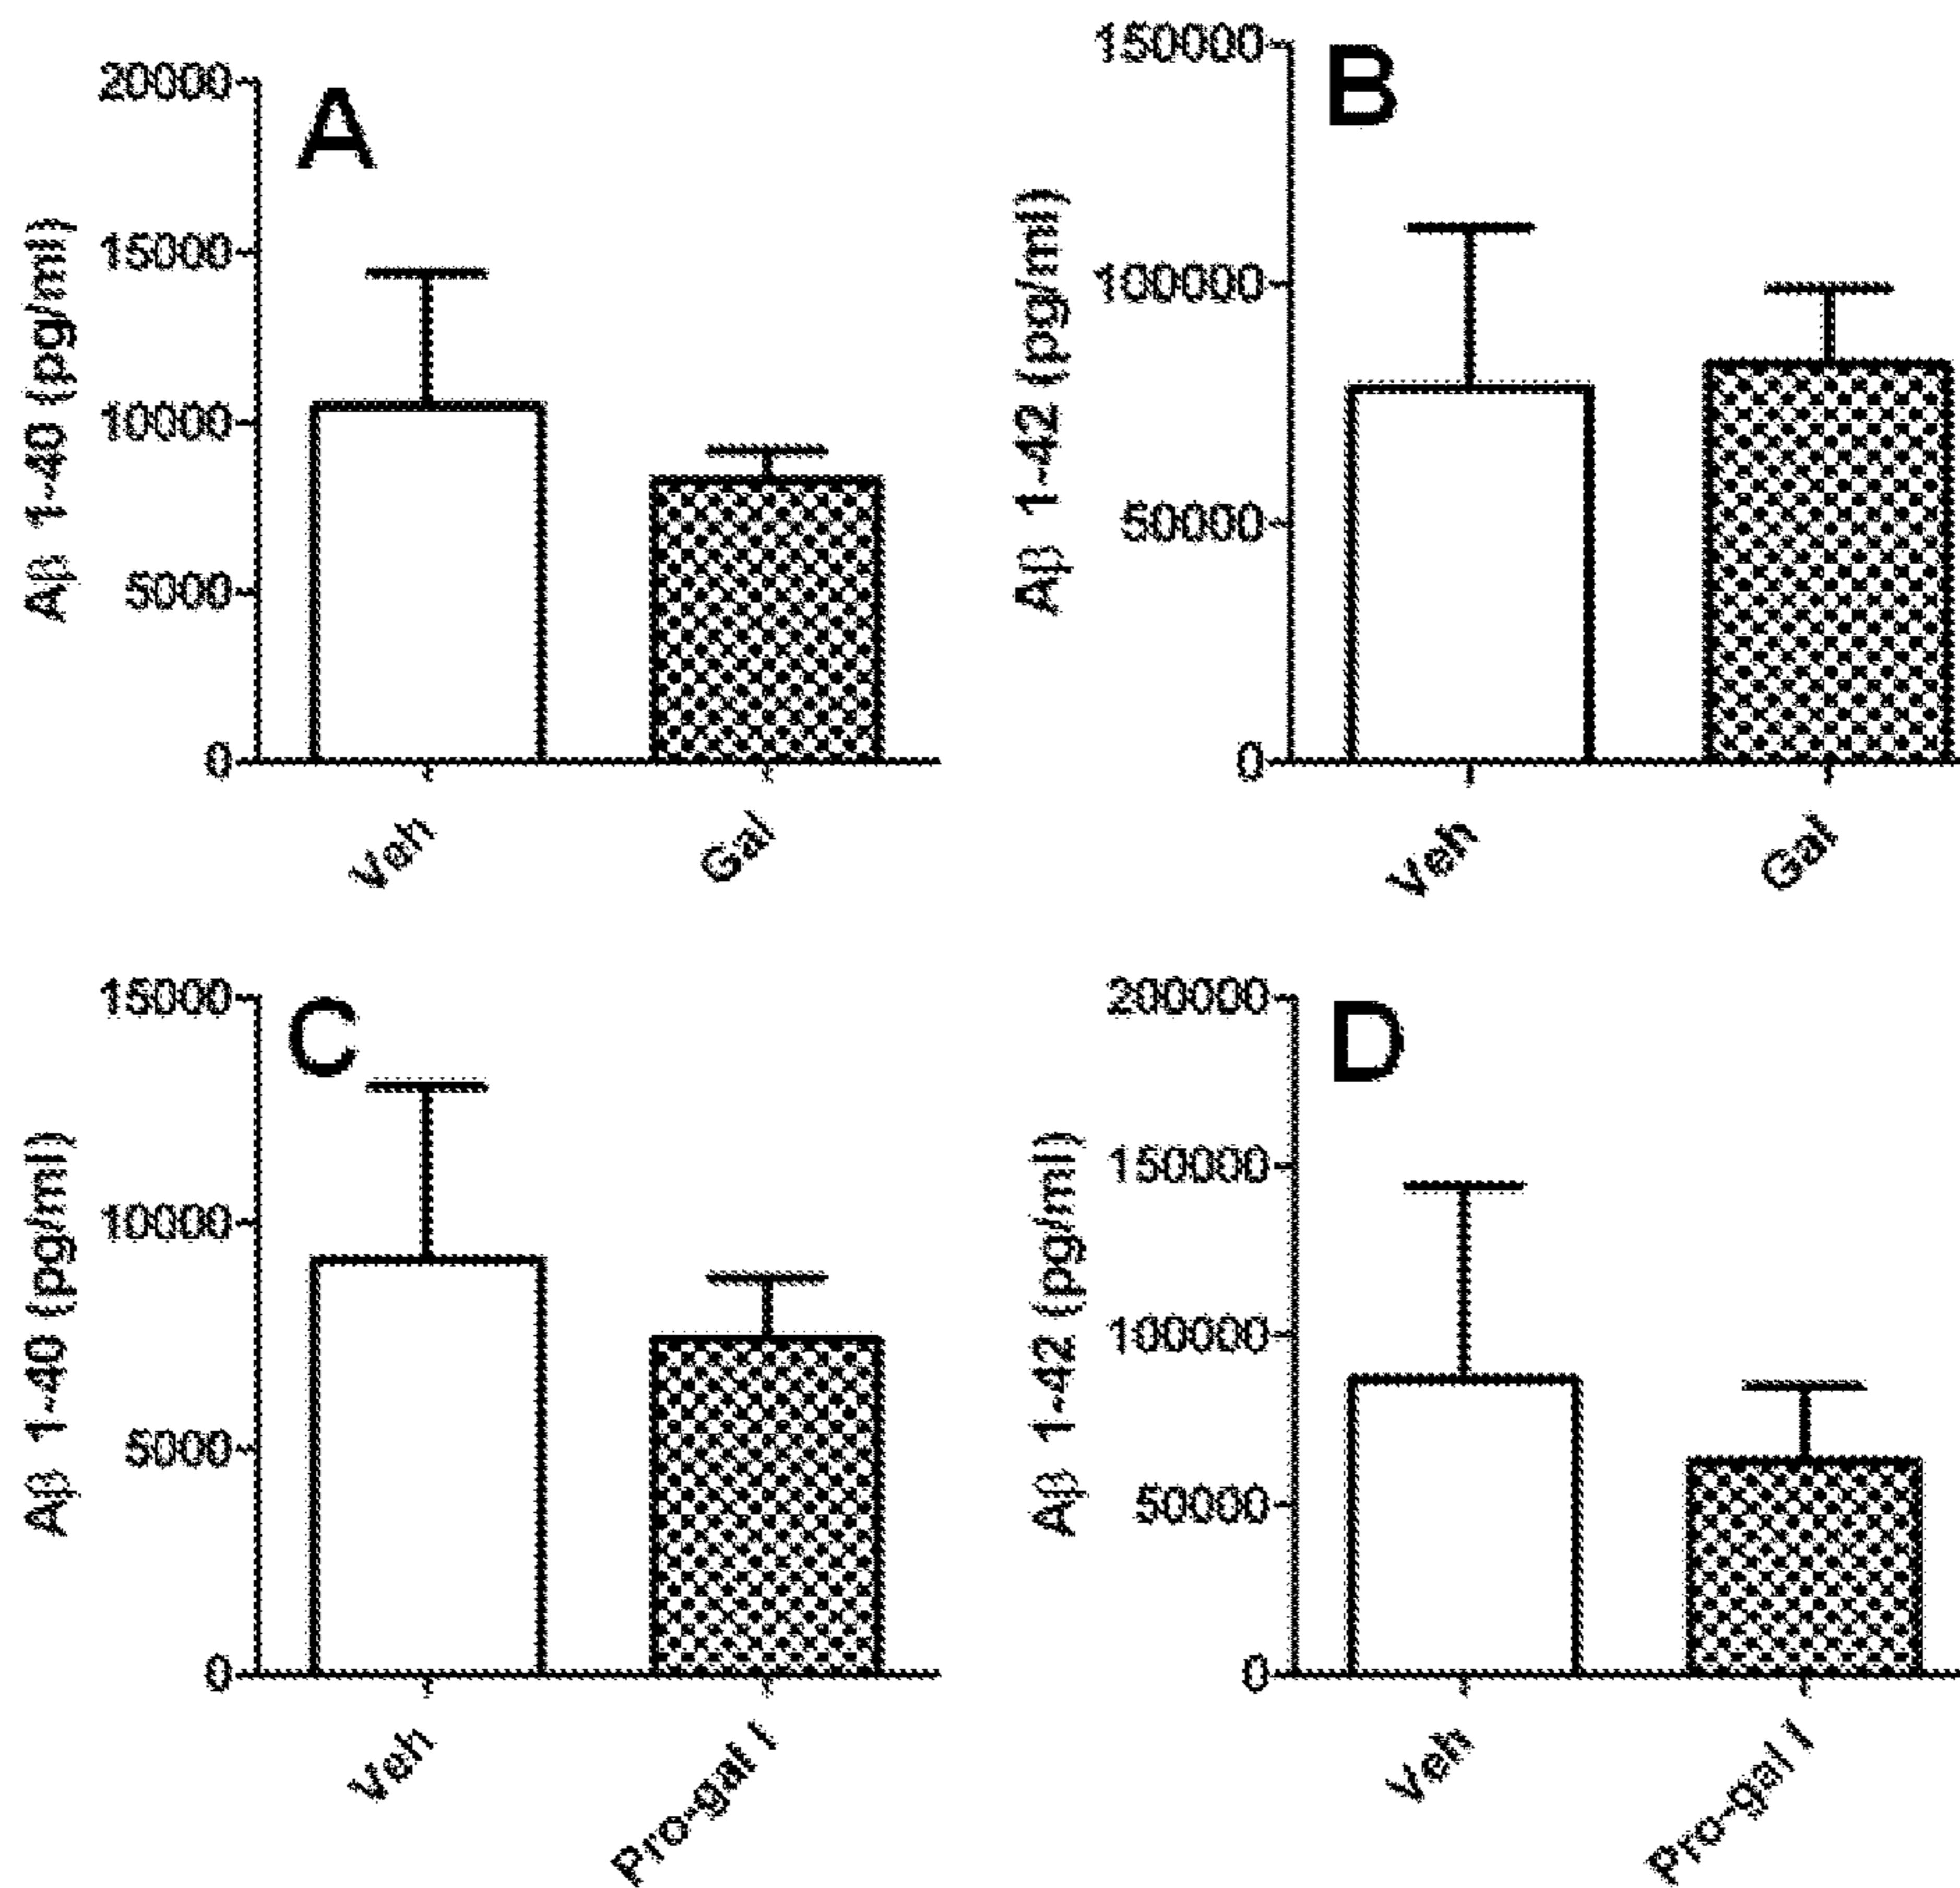 A
Aβ 1-40 (pg/ml)
20000
15000
10000
5000
0
Veh
Gal
B
Aβ 1-42 (pg/ml)
150000
100000
50000
0
Veh
Gal
C
Aβ 1-40 (pg/ml)
15000
10000
5000
0
Veh
Pro-gal I
D
Aβ 1-42 (pg/ml)
200000
150000
100000
50000
0
Veh
Pro-gal I